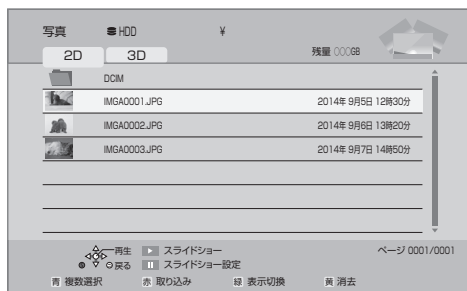 写真 HDD ¥
2D 3D 残量 ○○○GB
DCIM
IMGA0001.JPG 2014年 9月5日 12時30分
IMGA0002.JPG 2014年 9月6日 13時20分
IMGA0003.JPG 2014年 9月7日 14時50分
再生 スライドショー ページ 0001/0001
戻る スライドショー設定
青 複数選択 赤 取り込み 緑 表示切換 黄 消去